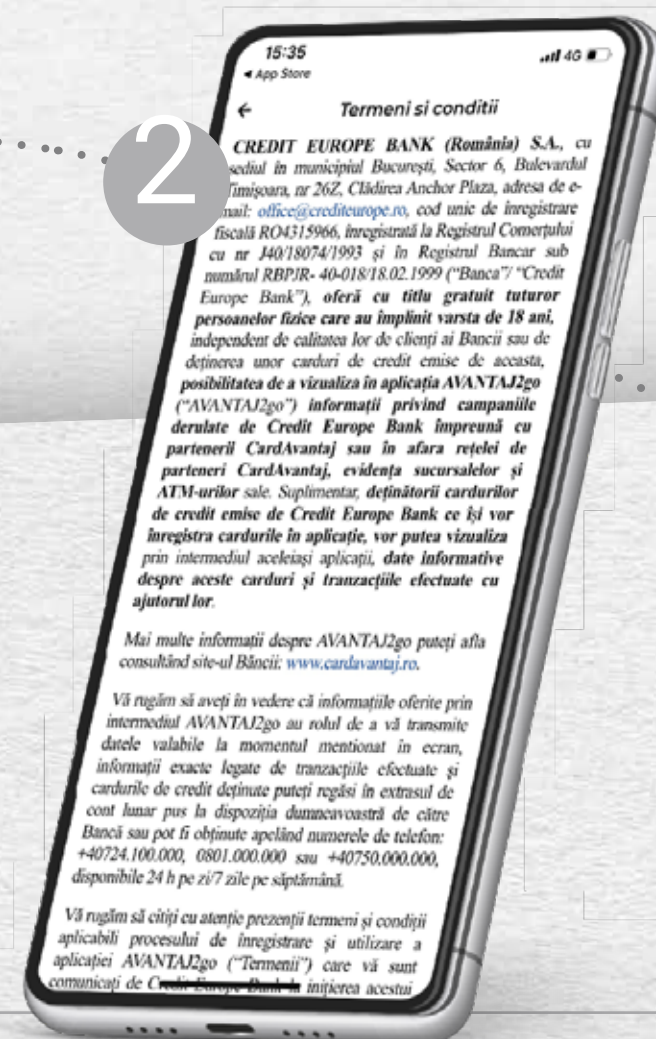 15:35
4G
◄ App Store
2
← Termeni si conditii
CREDIT EUROPE BANK (România) S.A., cu
sediul în municipiul București, Sector 6, Bulevardul
Timișoara, nr 26Z, Clădirea Anchor Plaza, adresa de e-
mail: office@crediteurope.ro, cod unic de înregistrare
fiscală RO4315966, înregistrată la Registrul Comerțului
cu nr J40/18074/1993 și în Registrul Bancar sub
numărul RBPJR- 40-018/18.02.1999 ("Banca"/ "Credit
Europe Bank"), oferă cu titlu gratuit tuturor
persoanelor fizice care au împlinit varsta de 18 ani,
independent de calitatea lor de clienți ai Bancii sau de
deținerea unor carduri de credit emise de aceasta,
posibilitatea de a vizualiza în aplicația AVANTAJ2go
("AVANTAJ2go") informații privind campaniile
derulate de Credit Europe Bank împreună cu
partenerii CardAvantaj sau în afara rețelei de
parteneri CardAvantaj, evidența sucursalelor și
ATM-urilor sale. Suplimentar, deținătorii cardurilor
de credit emise de Credit Europe Bank ce își vor
înregistra cardurile în aplicație, vor putea vizualiza
prin intermediul aceleiași aplicații, date informative
despre aceste carduri și tranzacțiile efectuate cu
ajutorul lor.
Mai multe informații despre AVANTAJ2go puteți afla
consultând site-ul Băncii: www.cardavantaj.ro.
Vă rugăm să aveți în vedere că informațiile oferite prin
intermediul AVANTAJ2go au rolul de a vă transmite
datele valabile la momentul mentionat în ecran,
informații exacte legate de tranzacțiile efectuate și
cardurile de credit deținute puteți regăsi în extrasul de
cont lunar pus la dispoziția dumneavoastră de către
Bancă sau pot fi obținute apelând numerele de telefon:
+40724.100.000, 0801.000.000 sau +40750.000.000,
disponibile 24 h pe zi/7 zile pe săptămână.
Vă rugăm să citiți cu atenție prezenții termeni și condiții
aplicabili procesului de înregistrare și utilizare a
aplicației AVANTAJ2go ("Termenii") care vă sunt
comunicați de Credit Europe Bank la inițierea acestui